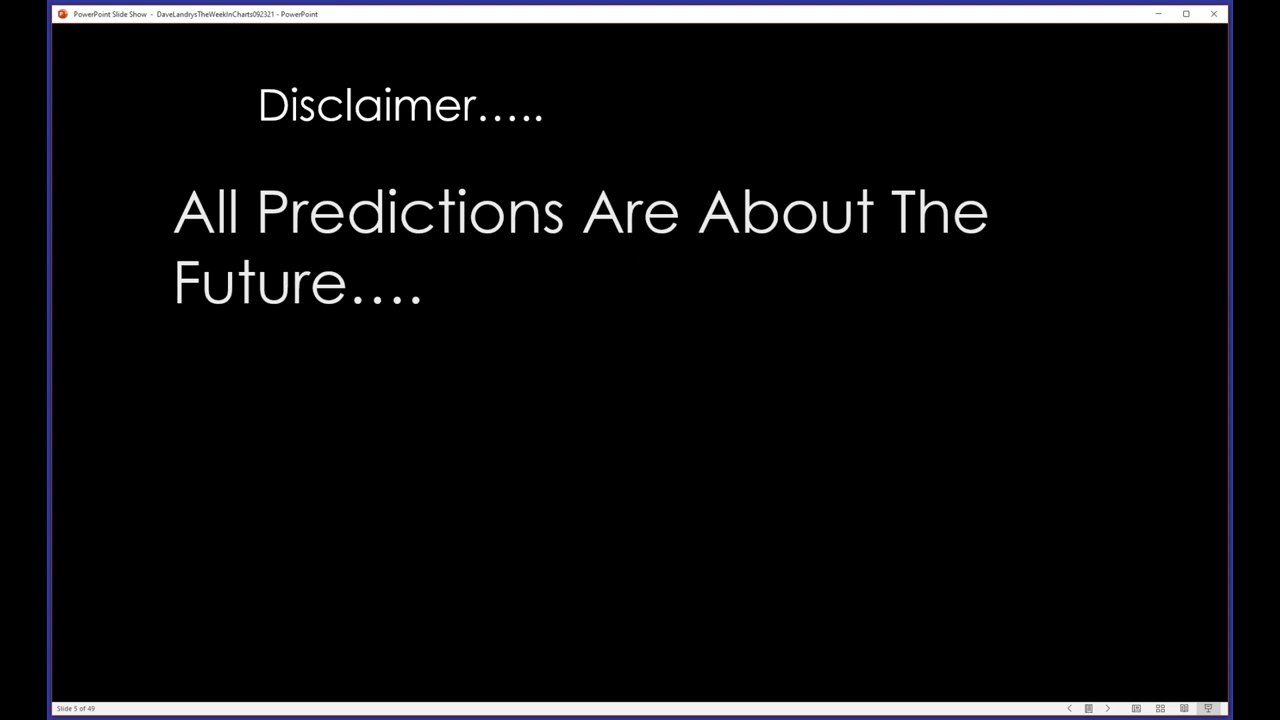 PowerPoint Slide Show - DaveLandrysTheWeekInCharts092321 - PowerPoint
Disclaimer.....
All Predictions Are About The
Future....
Slide 5 of 49